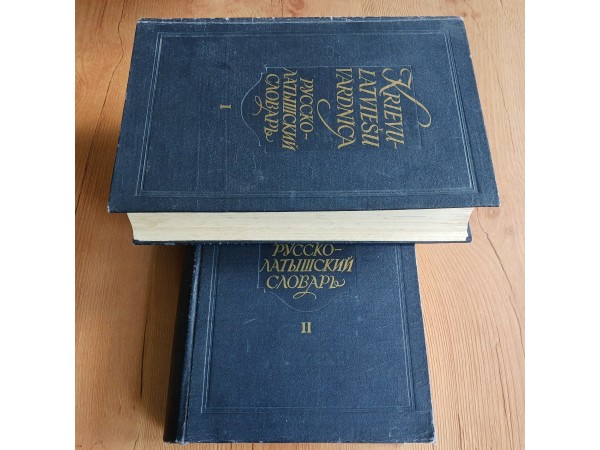 KRIEVU-
LATVIEŠU
VĀRDNĪCA
РУССКО-
ЛАТЫШСКИЙ
СЛОВАРЬ
I
РУССКО-
ЛАТЫШСКИЙ
СЛОВАРЬ
II